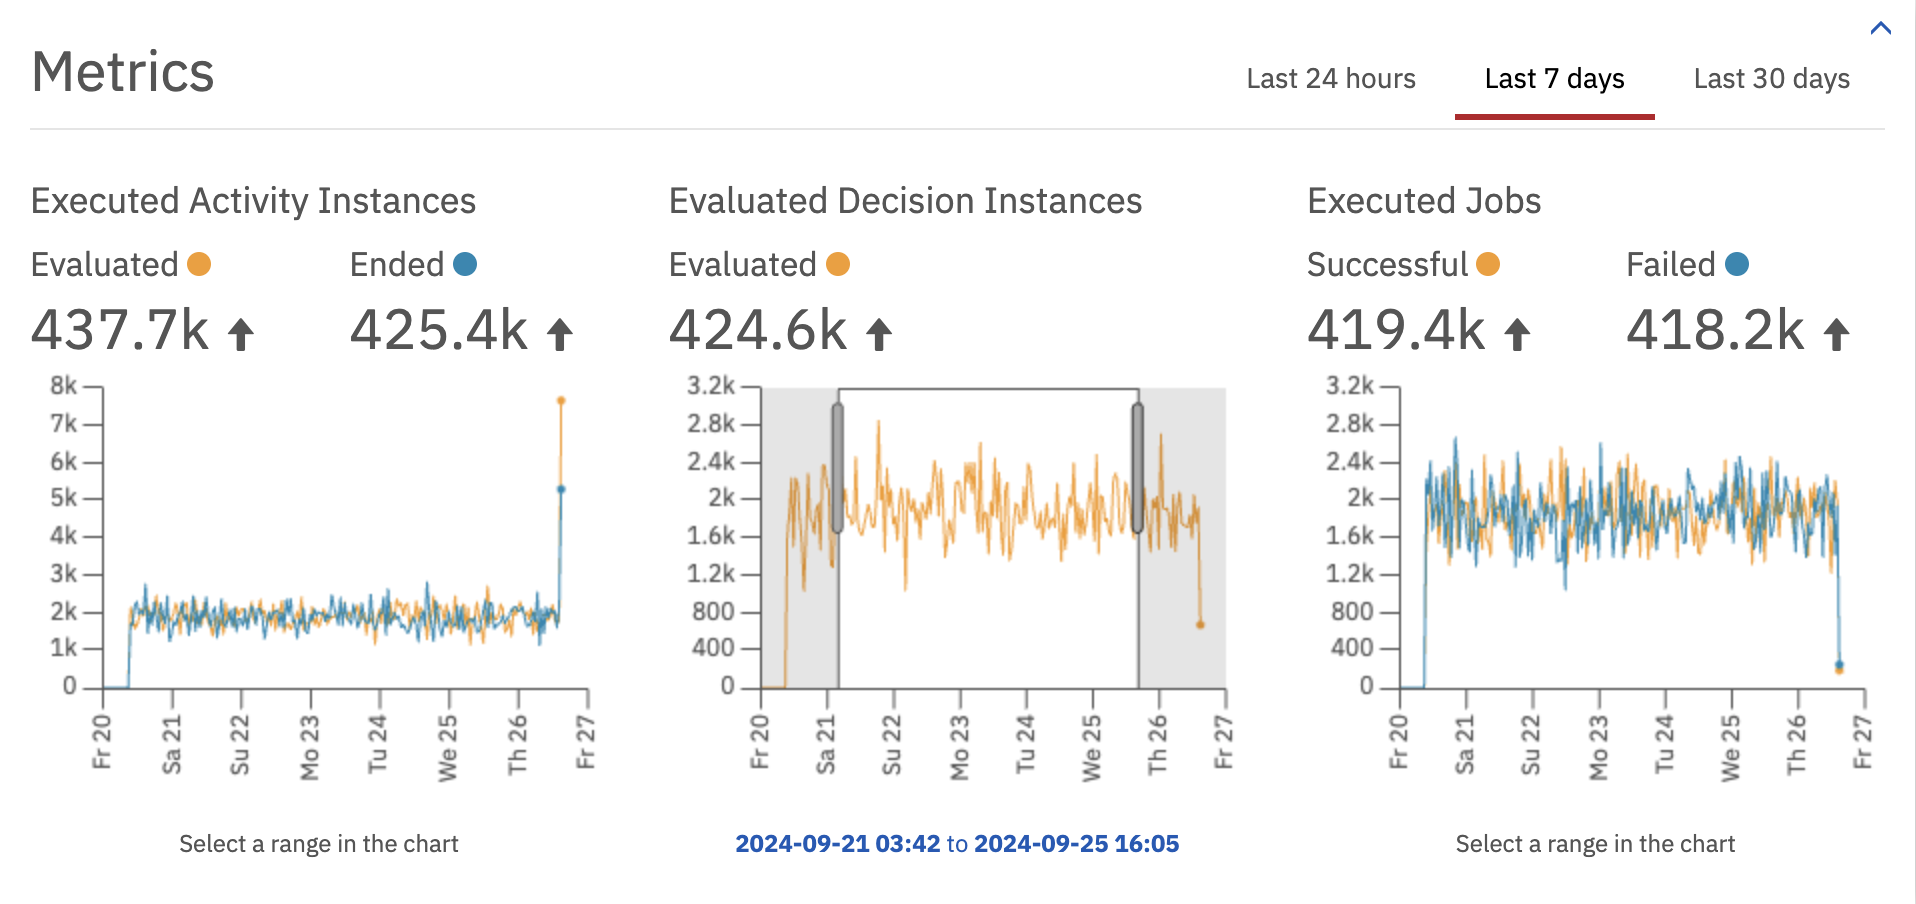 Metrics
Last 24 hours Last 7 days Last 30 days
Executed Activity Instances
Evaluated Ended
437.7k 425.4k
8k
7k
6k
5k
4k
3k
2k
1k
0
Fr 20 Sa 21 Su 22 Mo 23 Tu 24 We 25 Th 26 Fr 27
Select a range in the chart
Evaluated Decision Instances
Evaluated
424.6k
3.2k
2.8k
2.4k
2k
1.6k
1.2k
800
400
0
Fr 20 Sa 21 Su 22 Mo 23 Tu 24 We 25 Th 26 Fr 27
2024-09-21 03:42 to 2024-09-25 16:05
Executed Jobs
Successful Failed
419.4k 418.2k
3.2k
2.8k
2.4k
2k
1.6k
1.2k
800
400
0
Fr 20 Sa 21 Su 22 Mo 23 Tu 24 We 25 Th 26 Fr 27
Select a range in the chart